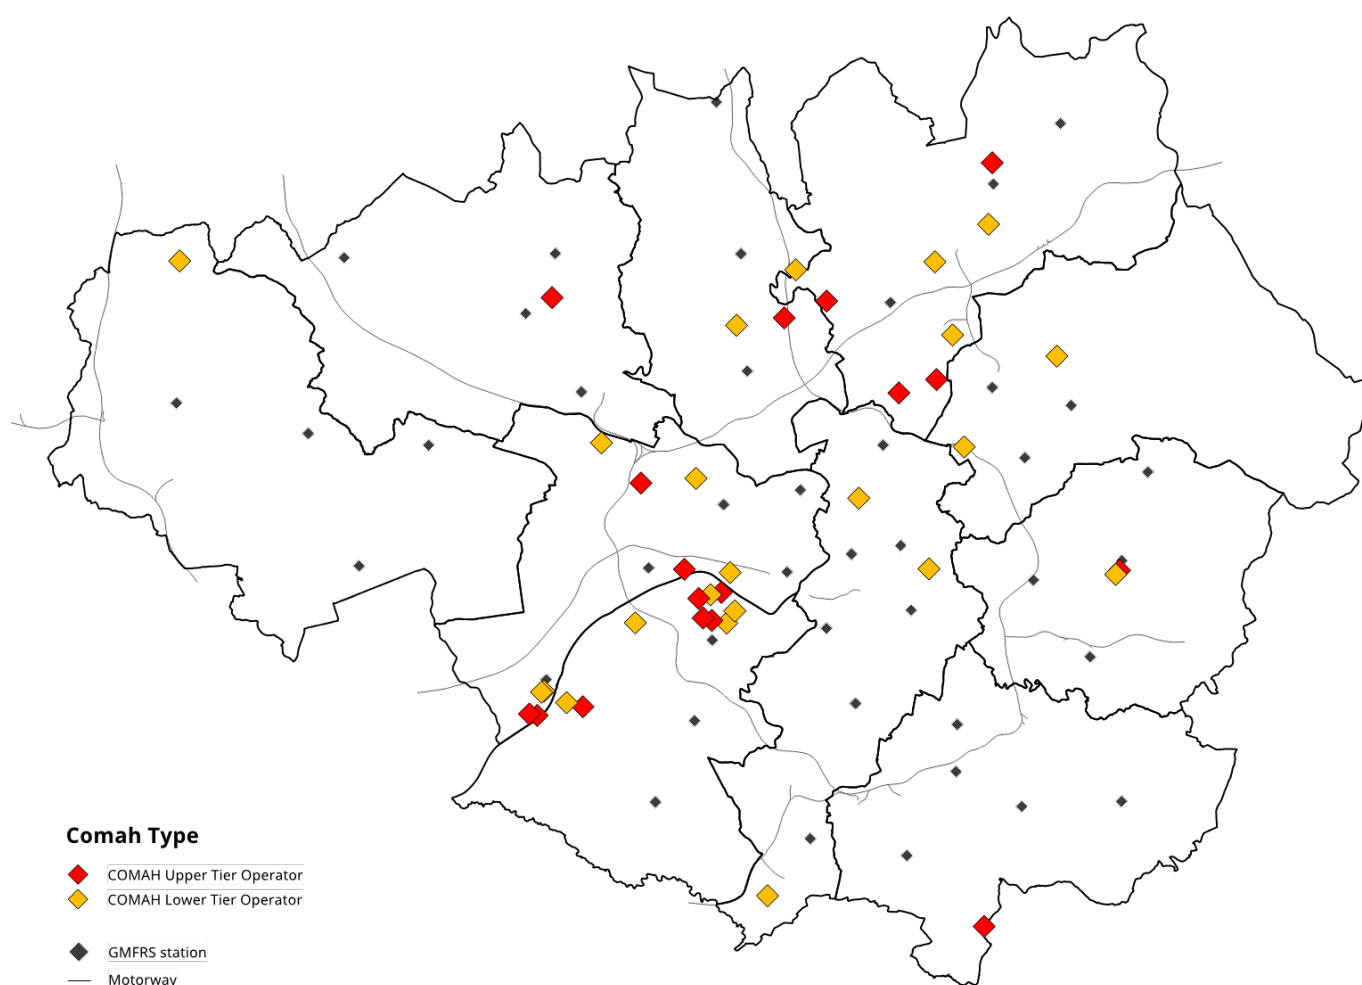 Comah Type
COMAH Upper Tier Operator
COMAH Lower Tier Operator
GMFRS station
Motorway